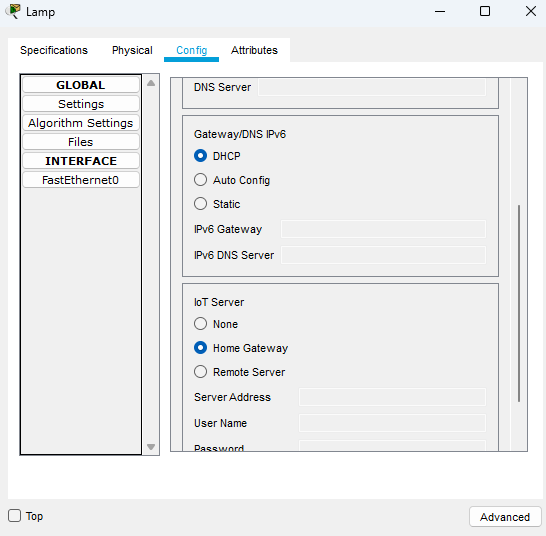 Lamp
Specifications Physical Config Attributes
GLOBAL
Settings
Algorithm Settings
Files
INTERFACE
FastEthernet0
DNS Server
Gateway/DNS IPv6
DHCP
Auto Config
Static
IPv6 Gateway
IPv6 DNS Server
IoT Server
None
Home Gateway
Remote Server
Server Address
User Name
Password
Top
Advanced